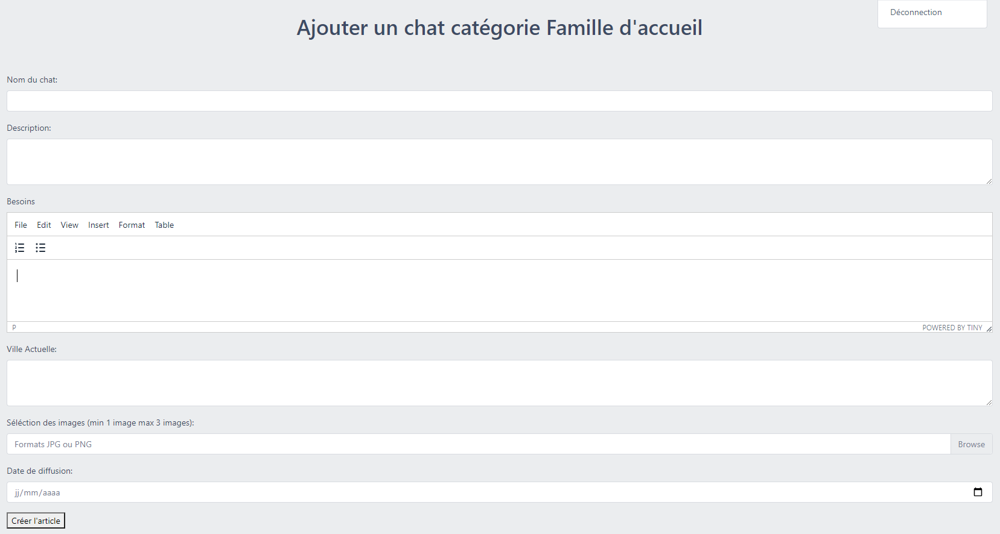 Déconnection
Ajouter un chat catégorie Famille d'accueil
Nom du chat:
Description:
Besoins
File Edit View Insert Format Table
P POWERED BY TINY
Ville Actuelle:
Séléction des images (min 1 image max 3 images):
Formats JPG ou PNG Browse
Date de diffusion:
jj/mm/aaaa
Créer l'article